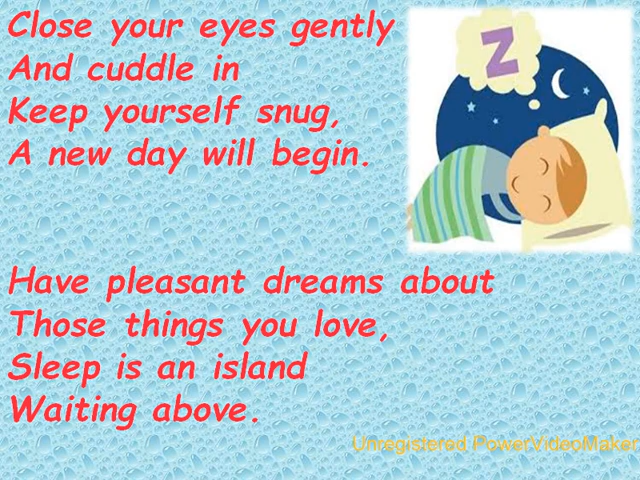 Close your eyes gently
And cuddle in
Keep yourself snug,
A new day will begin.
Z
Have pleasant dreams about
Those things you love,
Sleep is an island
Waiting above.
Unregistered PowerVideoMaker